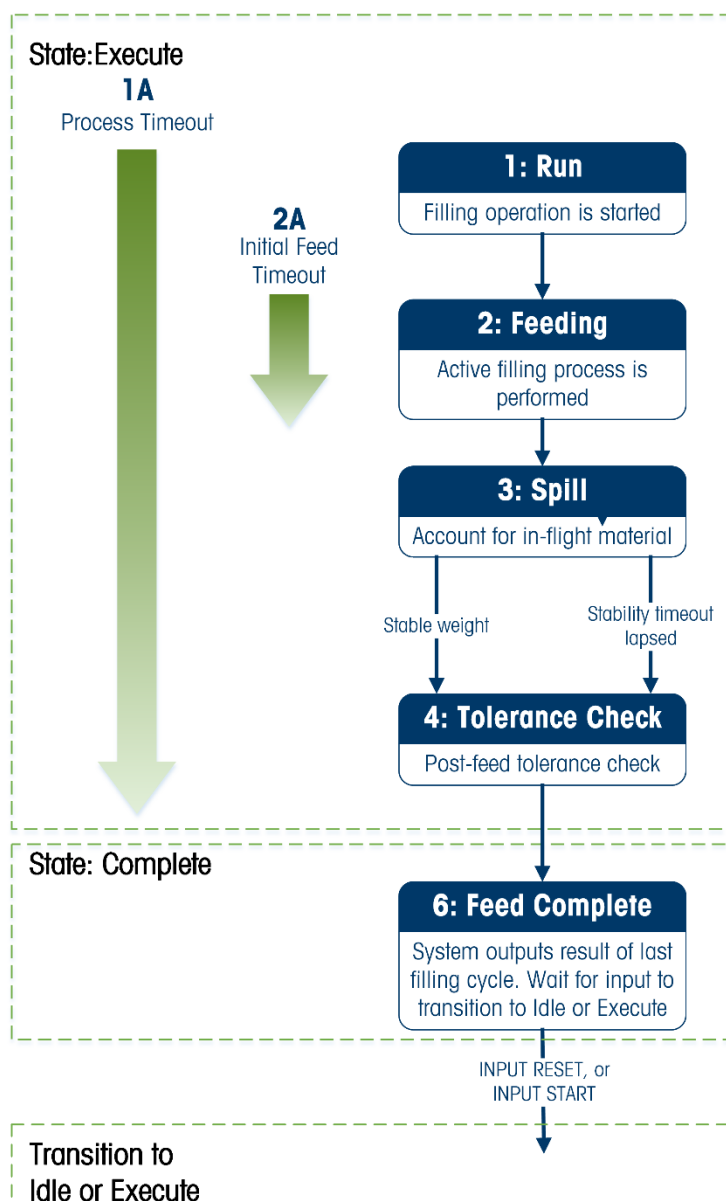 State:Execute
1A
Process Timeout
2A
Initial Feed
Timeout
1: Run
Filling operation is started
2: Feeding
Active filling process is
performed
3: Spill
Account for in-flight material
Stable weight
Stability timeout
lapsed
4: Tolerance Check
Post-feed tolerance check
State: Complete
6: Feed Complete
System outputs result of last
filling cycle. Wait for input to
transition to Idle or Execute
INPUT RESET, or
INPUT START
Transition to
Idle or Execute